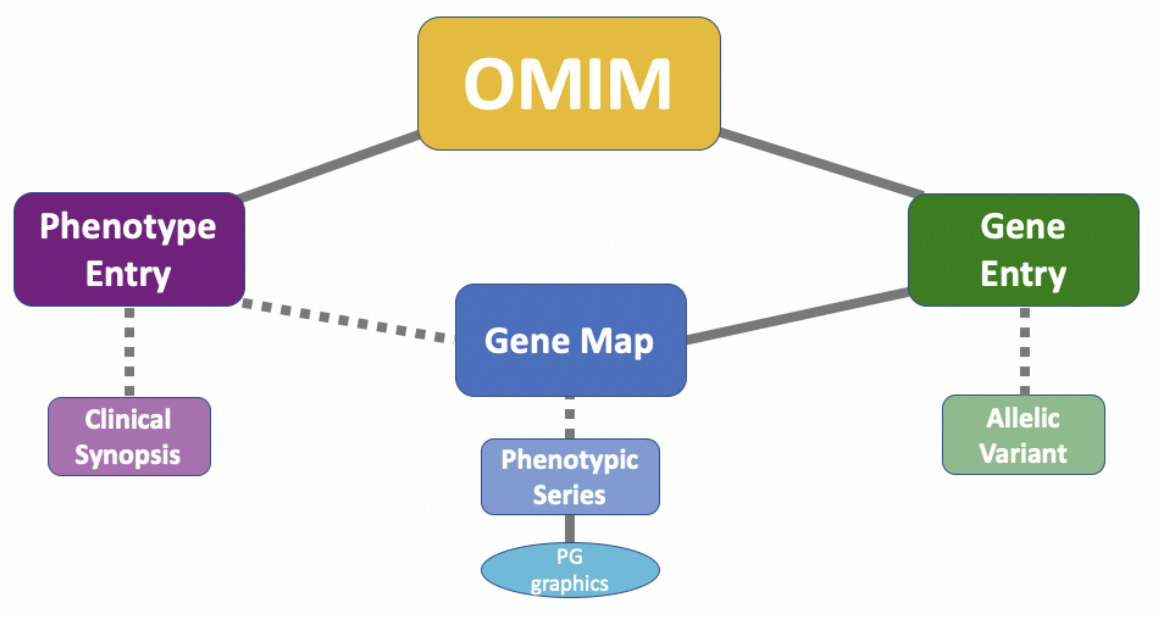 OMIM
Phenotype
Entry
Gene
Entry
Gene Map
Clinical
Synopsis
Phenotypic
Series
Allelic
Variant
PG
graphics